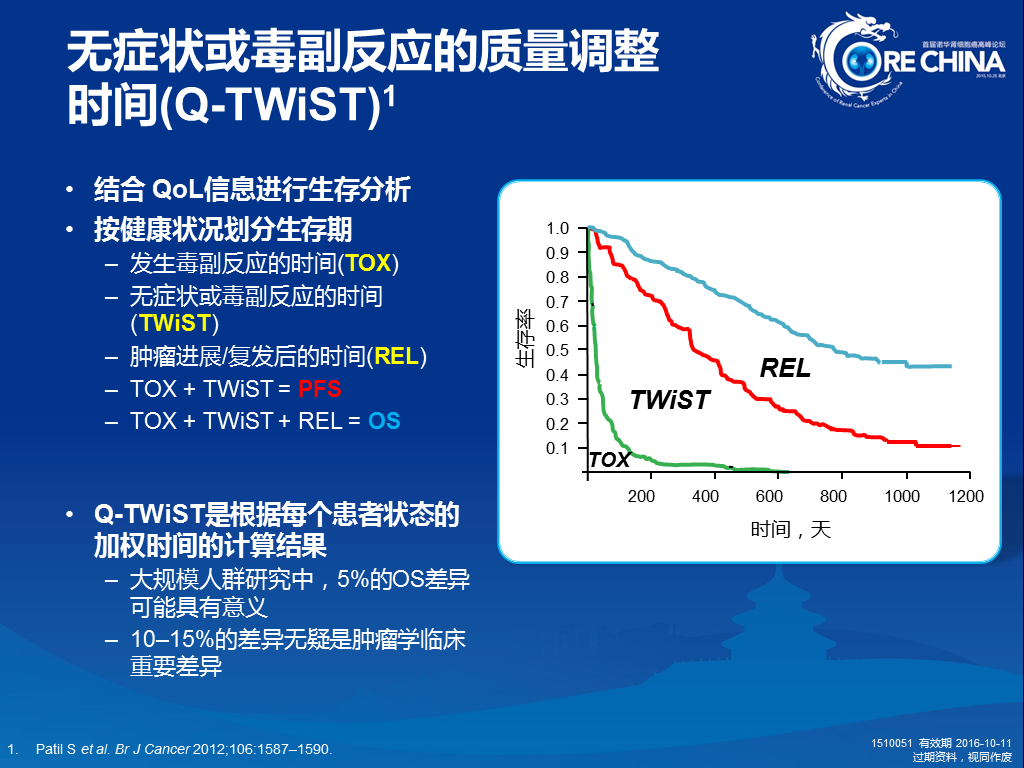 无症状或毒副反应的质量调整
时间(Q-TWiST)1
首届诺华肾细胞癌高峰论坛
CORE CHINA
2015.10.25 北京
Conference of Renal Cancer Experts in China
• 结合 QoL信息进行生存分析
• 按健康状况划分生存期
– 发生毒副反应的时间(TOX)
– 无症状或毒副反应的时间
(TWiST)
– 肿瘤进展/复发后的时间(REL)
– TOX + TWiST = PFS
– TOX + TWiST + REL = OS
• Q-TWiST是根据每个患者状态的
加权时间的计算结果
– 大规模人群研究中，5%的OS差异
可能具有意义
– 10–15%的差异无疑是肿瘤学临床
重要差异
生存率
1.0
0.9
0.8
0.7
0.6
0.5
0.4
0.3
0.2
0.1
REL
TWiST
TOX
200 400 600 800 1000 1200
时间，天
1. Patil S et al. Br J Cancer 2012;106:1587–1590.
1510051 有效期 2016-10-11
过期资料，视同作废